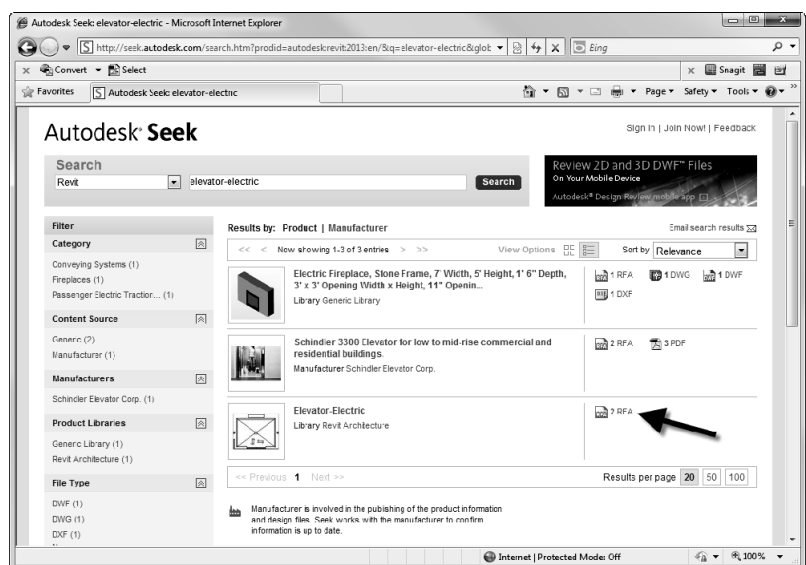 Autodesk Seek: elevator-electric - Microsoft Internet Explorer
http://seek.autodesk.com/search.htm?prodid=autodesk:revit:2013:en/&q=elevator-electric&glob
Bing
Convert Select
Snagit
Favorites Autodesk Seek: elevator-electric
Page Safety Tools
Autodesk® Seek
Sign In | Join Now! | Feedback
Search
Revit elevator-electric Search
Review 2D and 3D DWF™ Files
On Your Mobile Device
Autodesk® Design Review mobile app
Filter
Category
Conveying Systems (1)
Fireplaces (1)
Passenger Electric Traction... (1)
Content Source
Generic (2)
Manufacturer (1)
Manufacturers
Schindler Elevator Corp. (1)
Product Libraries
Generic Library (1)
Revit Architecture (1)
File Type
DWF (1)
DWG (1)
DXF (1)
Results by: Product | Manufacturer
Email search results
<< < Now showing 1-3 of 3 entries > >> View Options Sort by Relevance
Electric Fireplace, Stone Frame, 7' Width, 5' Height, 1' 6" Depth,
3' x 3' Opening Width x Height, 11" Openin...
Library Generic Library
1 RFA 1 DWG 1 DWF
1 DXF
Schindler 3300 Elevator for low to mid-rise commercial and
residential buildings.
Manufacturer Schindler Elevator Corp.
2 RFA 3 PDF
Elevator-Electric
Library Revit Architecture
2 RFA
<< Previous 1 Next >> Results per page 20 50 100
Manufacturer is involved in the pubishing of the product information
and design files. Seek works with the manufacturer to confirm
information is up to date.
Internet | Protected Mode: Off 100%